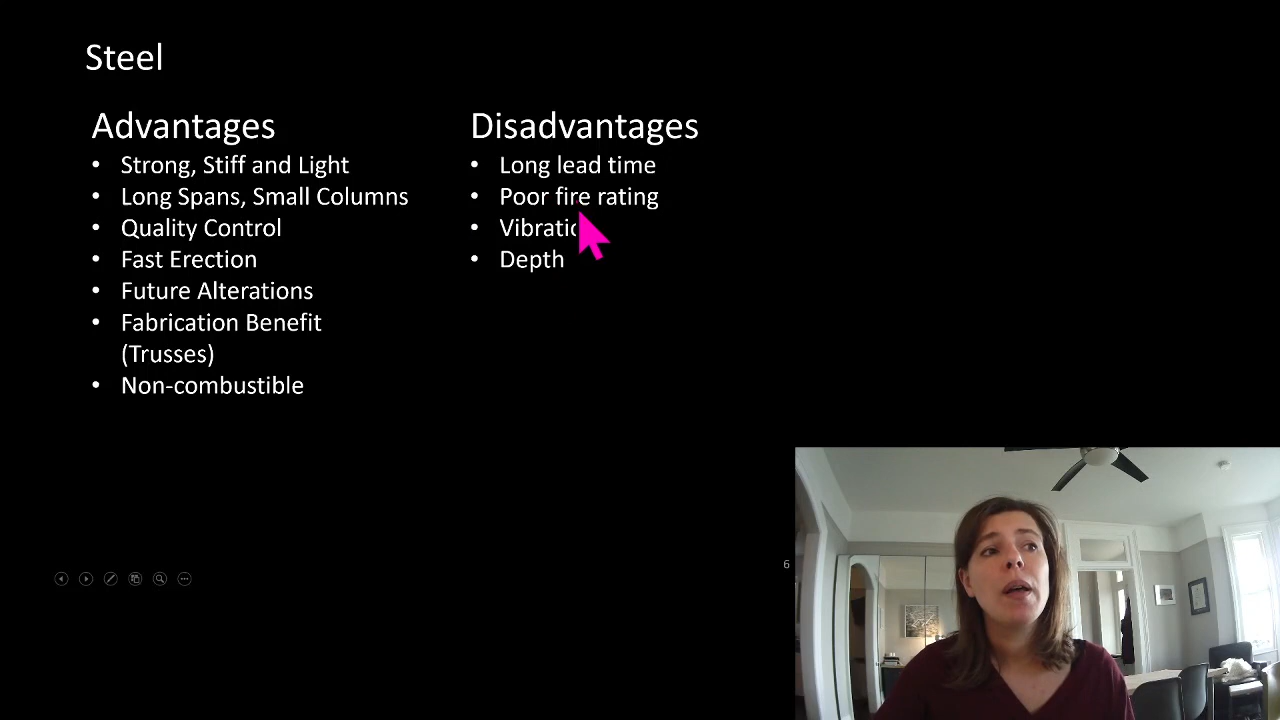 Steel
Advantages
• Strong, Stiff and Light
• Long Spans, Small Columns
• Quality Control
• Fast Erection
• Future Alterations
• Fabrication Benefit
(Trusses)
• Non-combustible
Disadvantages
• Long lead time
• Poor fire rating
• Depth
6